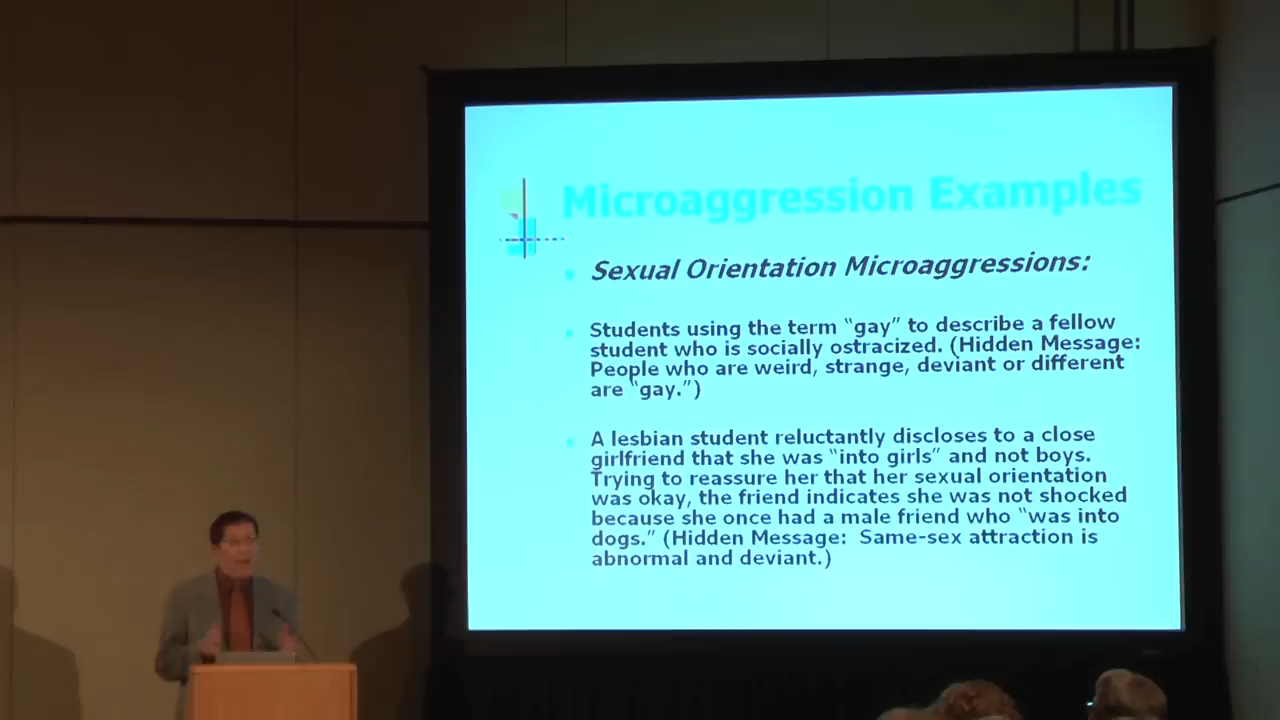 Microaggression Examples
Sexual Orientation Microaggressions:
Students using the term “gay” to describe a fellow
student who is socially ostracized. (Hidden Message:
People who are weird, strange, deviant or different
are “gay.”)
A lesbian student reluctantly discloses to a close
girlfriend that she was “into girls” and not boys.
Trying to reassure her that her sexual orientation
was okay, the friend indicates she was not shocked
because she once had a male friend who “was into
dogs.” (Hidden Message: Same-sex attraction is
abnormal and deviant.)